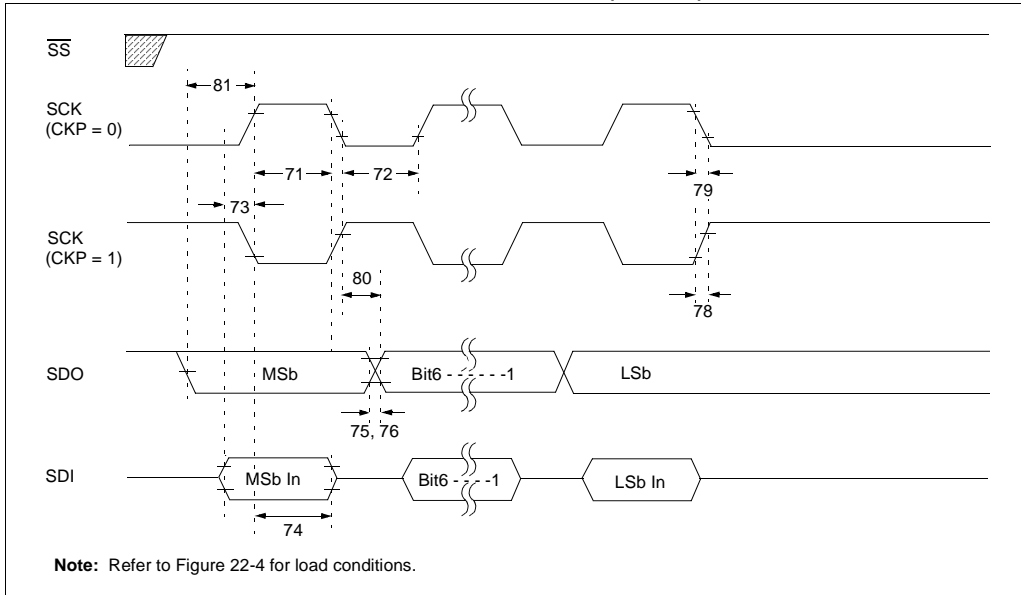 SS
81
SCK
(CKP = 0)
71
72
79
73
SCK
(CKP = 1)
80
78
SDO
MSb
Bit6 - - - - - -1
LSb
75, 76
SDI
MSb In
Bit6 - - - -1
LSb In
74
Note: Refer to Figure 22-4 for load conditions.